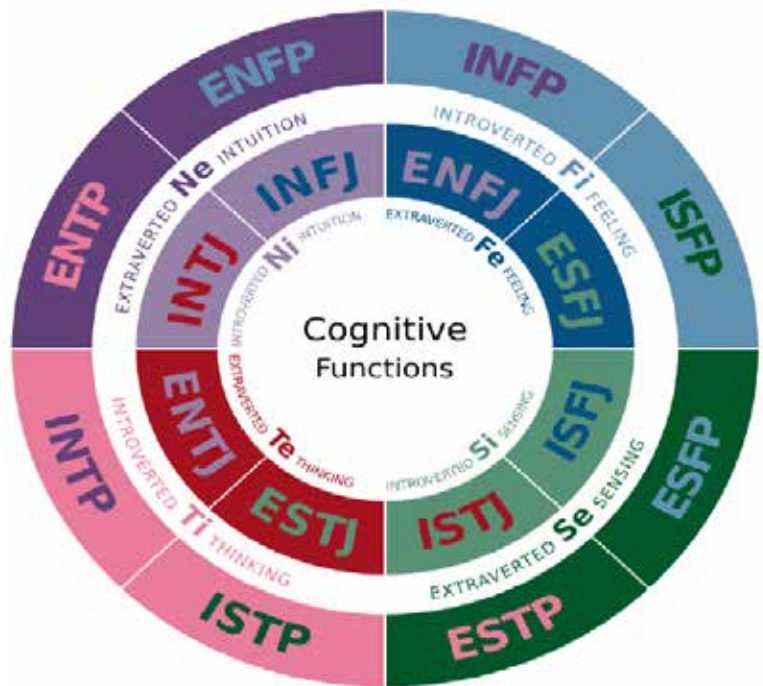 ENFP
INFP
ENTP
ISFP
EXTRAVERTED Ne INTUITION
INTROVERTED Fi FEELING
INFJ
ENFJ
INTJ
ESFJ
INTROVERTED Ni INTUITION
EXTRAVERTED Fe FEELING
Cognitive
Functions
EXTRAVERTED Te THINKING
INTROVERTED Si SENSING
ENTJ
ISFJ
ESTJ
ISTJ
INTROVERTED Ti THINKING
EXTRAVERTED Se SENSING
INTP
ESFP
ISTP
ESTP